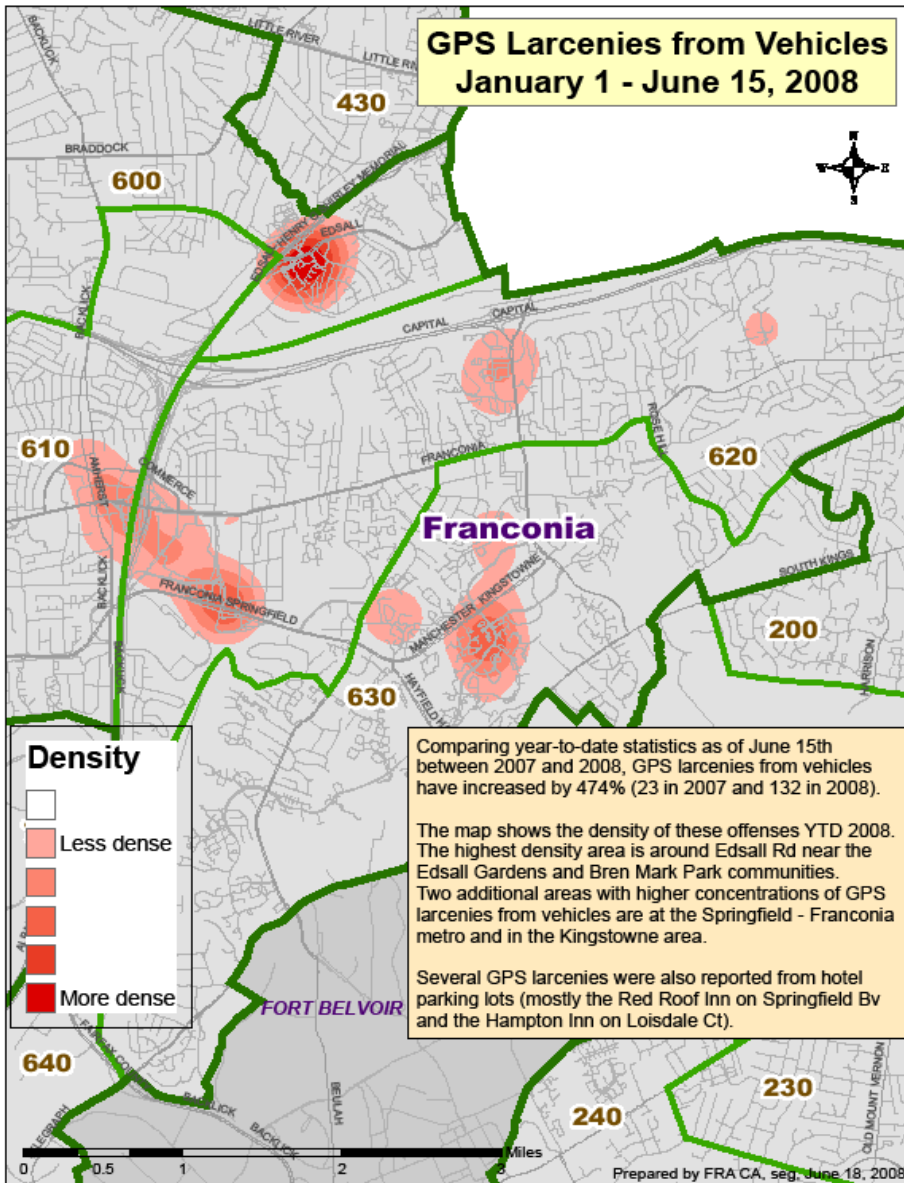 GPS Larcenies from Vehicles
January 1 - June 15, 2008
BACKLICK
LITTLE RIVER
430
BRADDOCK
600
EDSALL
HENRY G SHIRLEY MEMORIAL
EDSALL
N
W
E
S
BACKLICK
CAPITAL
CAPITAL
610
AMHERST
COMMERCE
FRANCONIA
ROSE HILL
620
Franconia
BACKLICK
FRANCONIA SPRINGFIELD
MANCHESTER
KINGSTOWNE
SOUTH KINGS
200
HARRISON
BACKLICK
630
Density
Less dense
More dense
Comparing year-to-date statistics as of June 15th
between 2007 and 2008, GPS larcenies from vehicles
have increased by 474% (23 in 2007 and 132 in 2008).
The map shows the density of these offenses YTD 2008.
The highest density area is around Edsall Rd near the
Edsall Gardens and Bren Mark Park communities.
Two additional areas with higher concentrations of GPS
larcenies from vehicles are at the Springfield - Franconia
metro and in the Kingstowne area.
Several GPS larcenies were also reported from hotel
parking lots (mostly the Red Roof Inn on Springfield Bv
and the Hampton Inn on Loisdale Ct).
FORT BELVOIR
640
BACKLICK
BACKLICK
BEULAH
240
230
OLD MOUNT VERNON
0 0.5 1 2 3 Miles
Prepared by FRA CA, seg, June 18, 2008